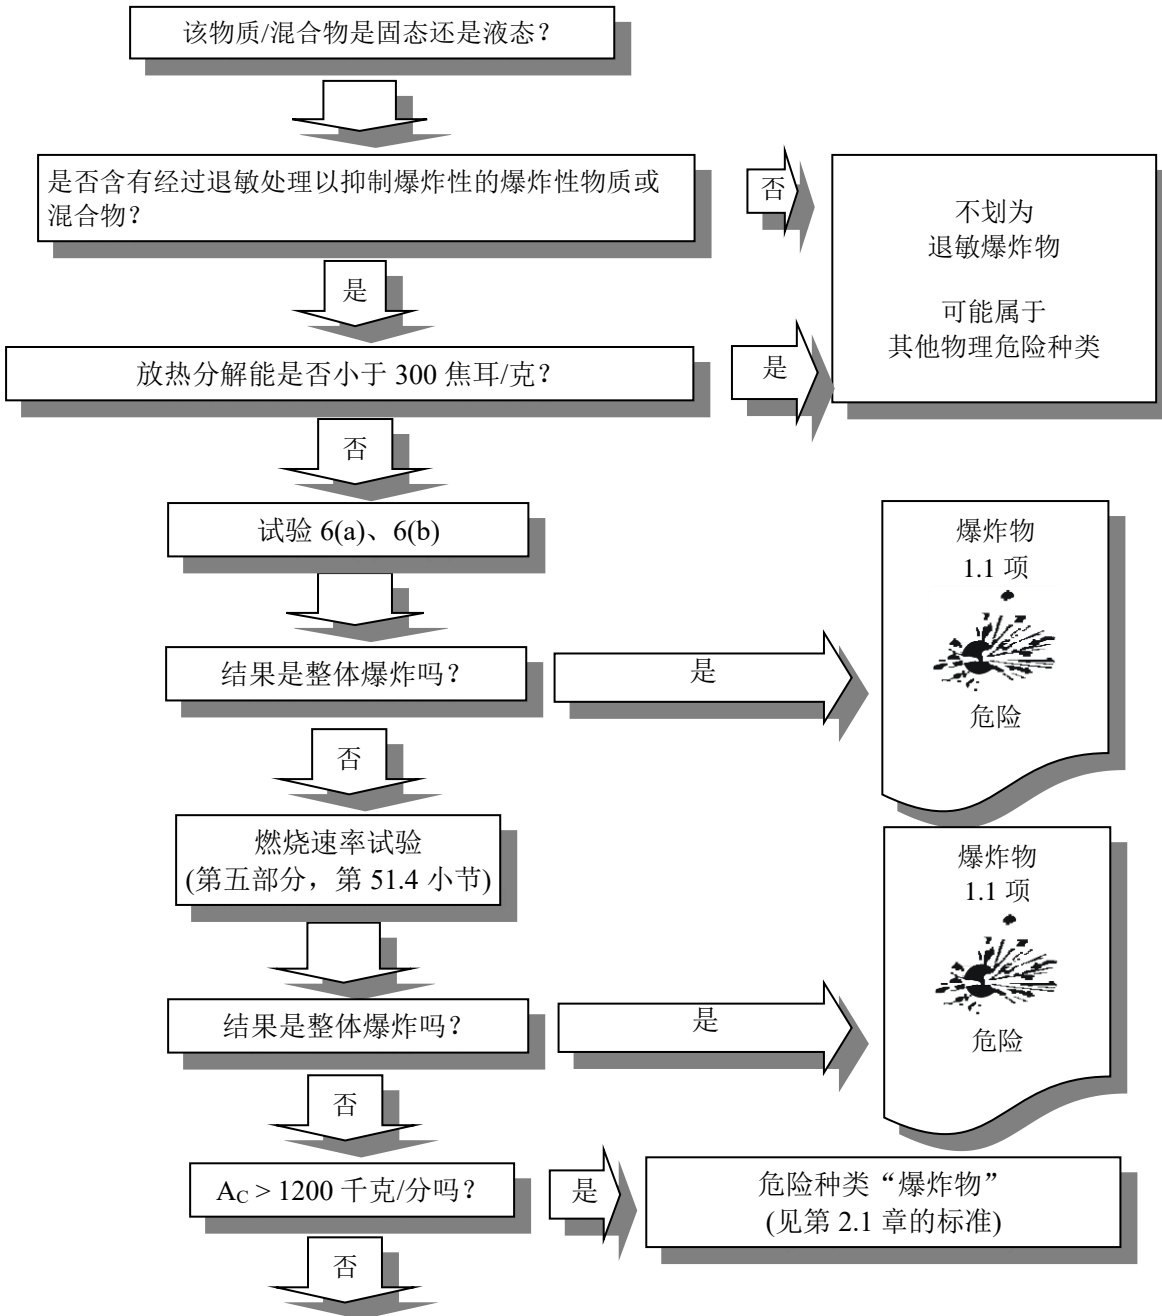 该物质/混合物是固态还是液态？
是否含有经过退敏处理以抑制爆炸性的爆炸性物质或
混合物？
否
不划为
退敏爆炸物
可能属于
其他物理危险种类
是
放热分解能是否小于 300 焦耳/克？
是
否
试验 6(a)、6(b)
爆炸物
1.1 项
危险
结果是整体爆炸吗？
是
否
燃烧速率试验
(第五部分，第 51.4 小节)
爆炸物
1.1 项
危险
结果是整体爆炸吗？
是
否
AC > 1200 千克/分吗？
是
危险种类“爆炸物”
(见第 2.1 章的标准)
否